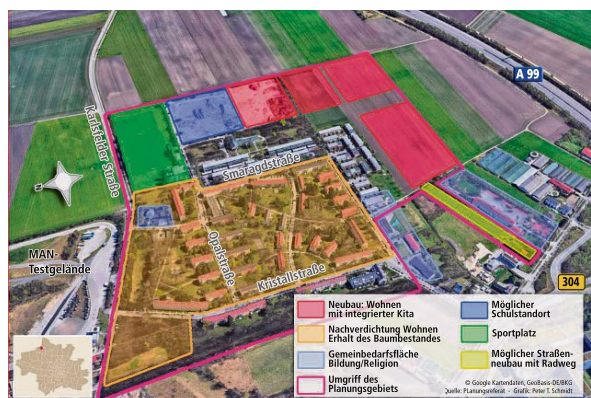 A 99
Karlsfelder Straße
Smaragdstraße
N
Opalstraße
MAN-
Testgelände
Kristallstraße
304
Neubau: Wohnen
mit integrierter Kita
Nachverdichtung Wohnen
Erhalt des Baumbestandes
Gemeinbedarfsfläche
Bildung/Religion
Umgriff des
Planungsgebiets
Möglicher
Schulstandort
Sportplatz
Möglicher Straßen-
neubau mit Radweg
© Google Kartendaten, GeoBasis-DE/BKG
Quelle: Planungsreferat - Grafik: Peter T. Schmidt